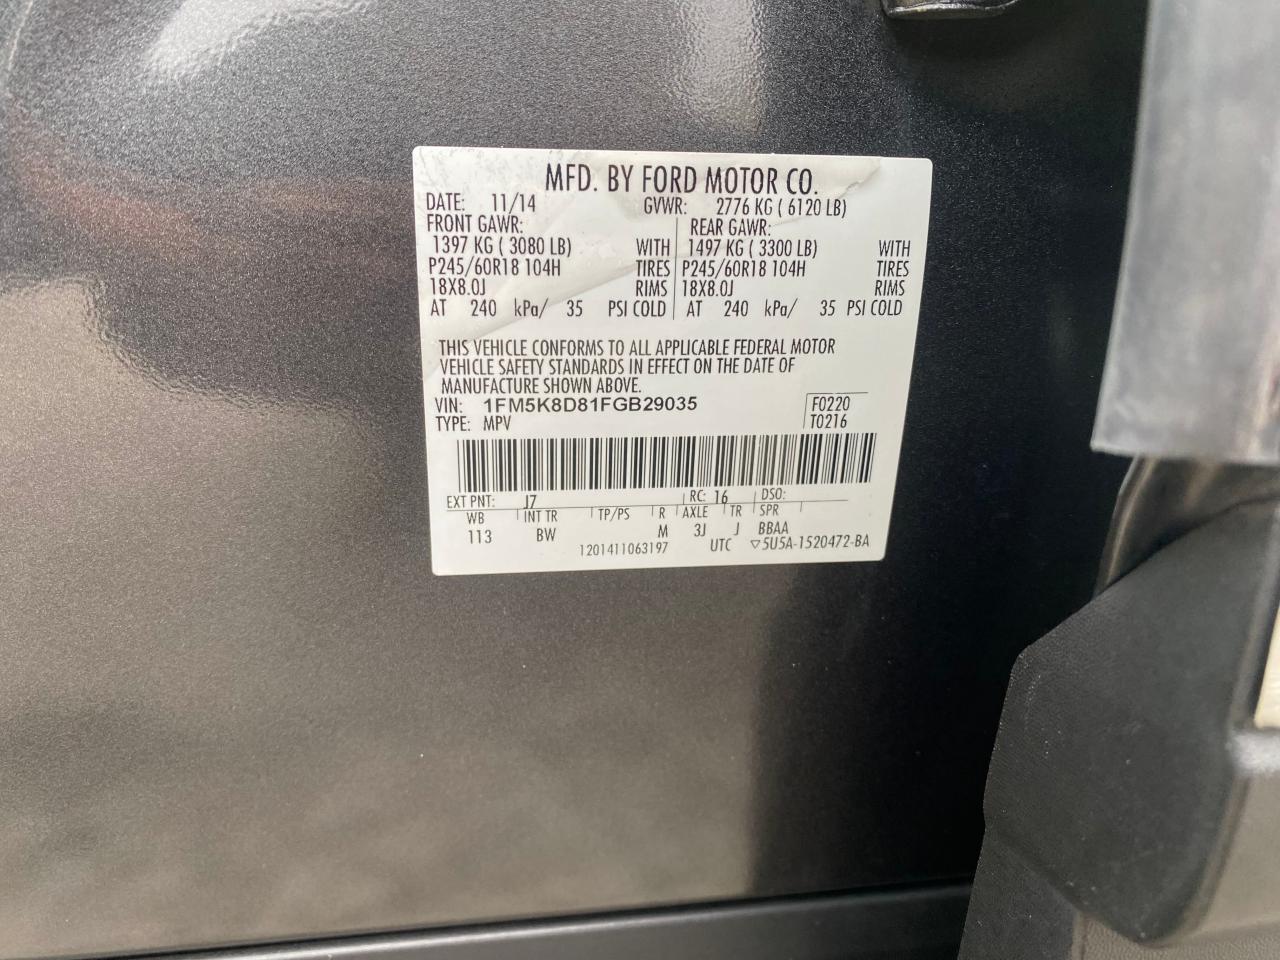 MFD. BY FORD MOTOR CO.
DATE: 11/14 GVWR: 2776 KG ( 6120 LB)
FRONT GAWR: REAR GAWR:
1397 KG ( 3080 LB) WITH 1497 KG ( 3300 LB) WITH
P245/60R18 104H TIRES P245/60R18 104H TIRES
18X8.0J RIMS 18X8.0J RIMS
AT 240 kPa/ 35 PSI COLD AT 240 kPa/ 35 PSI COLD
THIS VEHICLE CONFORMS TO ALL APPLICABLE FEDERAL MOTOR
VEHICLE SAFETY STANDARDS IN EFFECT ON THE DATE OF
MANUFACTURE SHOWN ABOVE.
VIN: 1FM5K8D81FGB29035 F0220
TYPE: MPV T0216
EXT PNT: J7 RC: 16 DSO:
WB INT TR TP/PS R AXLE TR SPR
113 BW M 3J J BBAA
1201411063197 UTC ▽5U5A-1520472-BA